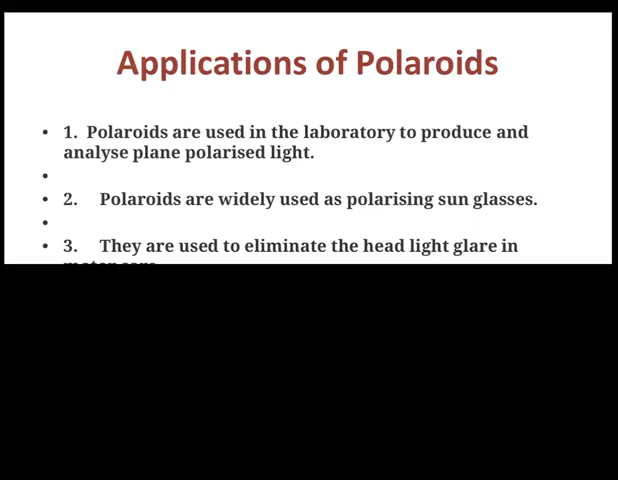 Applications of Polaroids
• 1. Polaroids are used in the laboratory to produce and
analyse plane polarised light.
•
• 2. Polaroids are widely used as polarising sun glasses.
•
• 3. They are used to eliminate the head light glare in